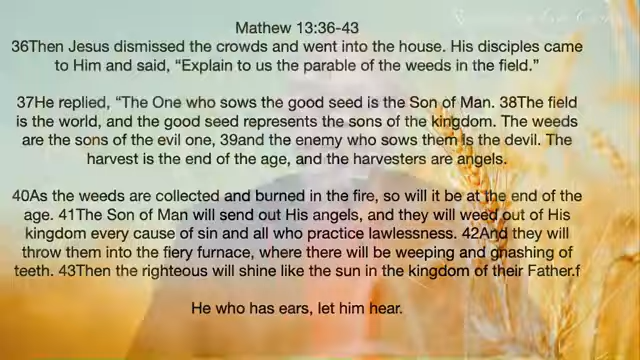 Mathew 13:36-43
36Then Jesus dismissed the crowds and went into the house. His disciples came
to Him and said, “Explain to us the parable of the weeds in the field.”
37He replied, “The One who sows the good seed is the Son of Man. 38The field
is the world, and the good seed represents the sons of the kingdom. The weeds
are the sons of the evil one, 39and the enemy who sows them is the devil. The
harvest is the end of the age, and the harvesters are angels.
40As the weeds are collected and burned in the fire, so will it be at the end of the
age. 41The Son of Man will send out His angels, and they will weed out of His
kingdom every cause of sin and all who practice lawlessness. 42And they will
throw them into the fiery furnace, where there will be weeping and gnashing of
teeth. 43Then the righteous will shine like the sun in the kingdom of their Father.f
He who has ears, let him hear.